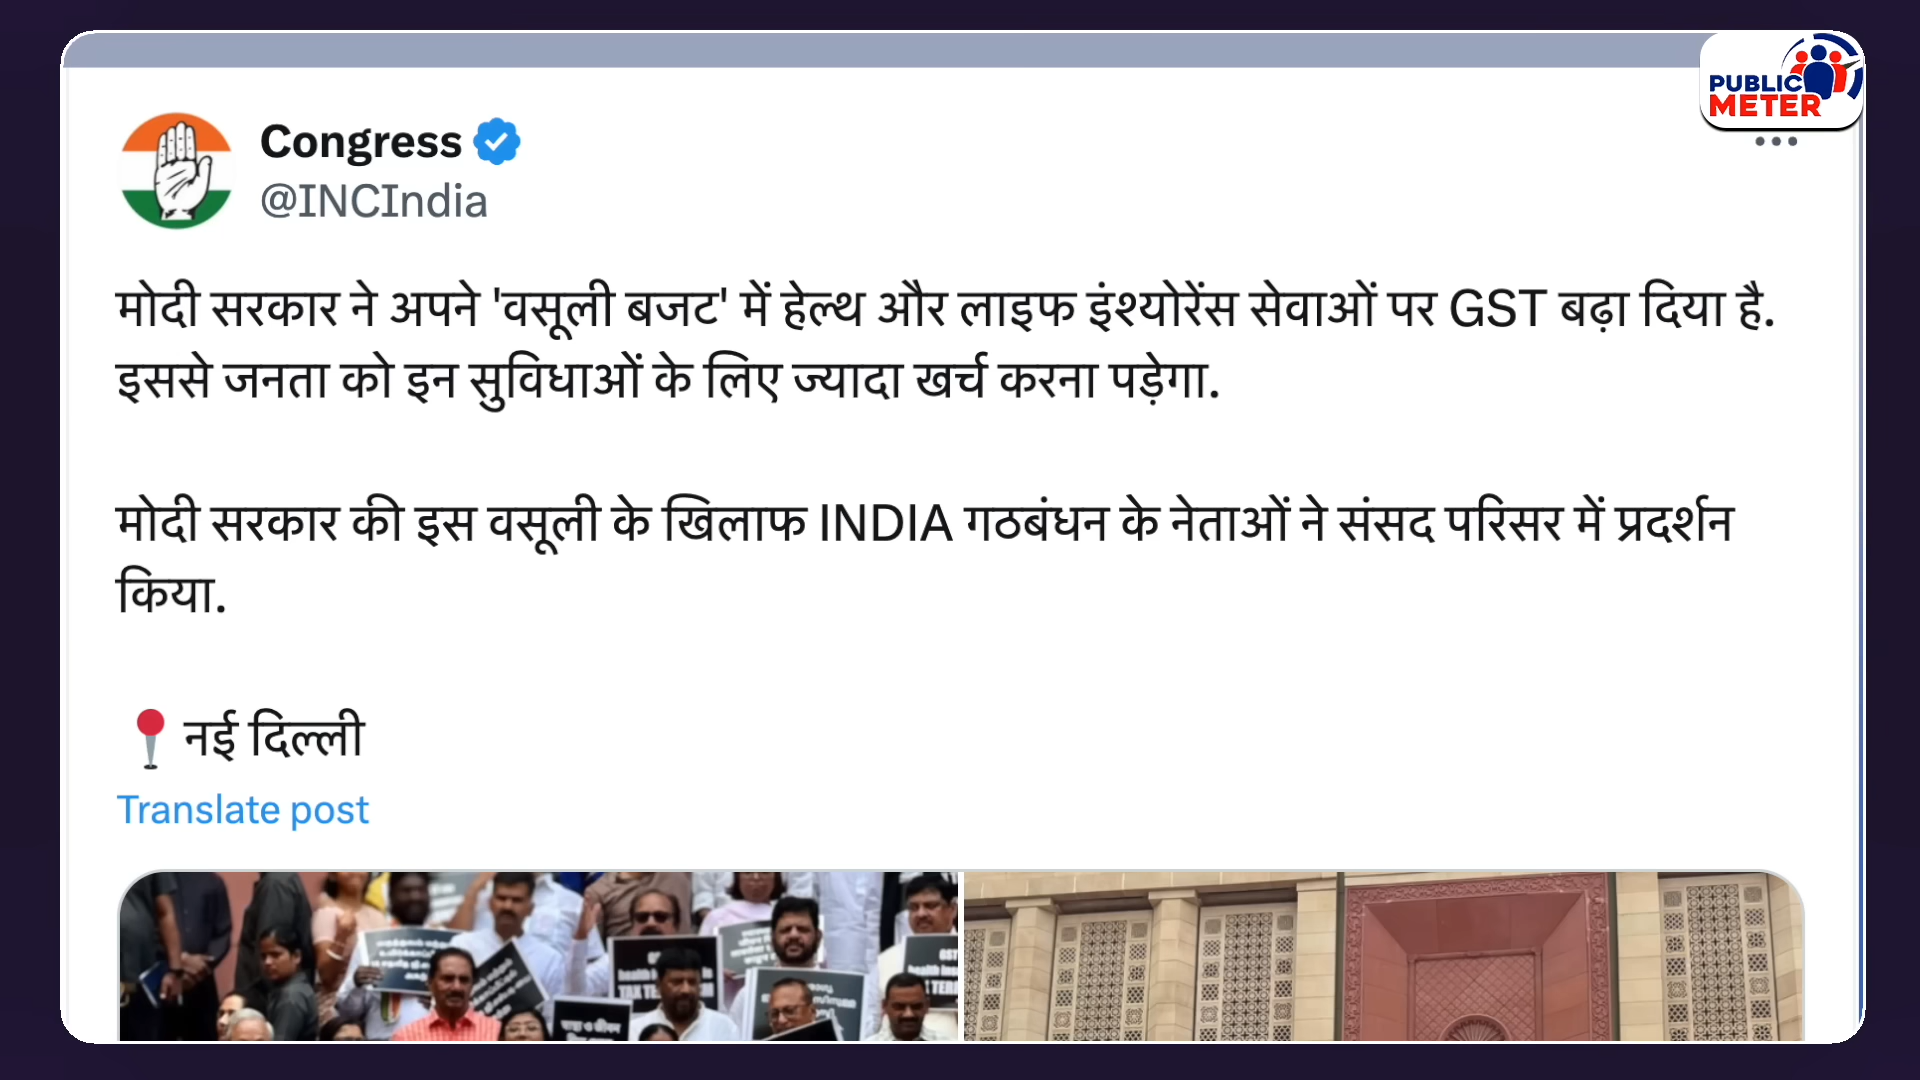 PUBLIC
METER
Congress
@INCIndia
मोदी सरकार ने अपने 'वसूली बजट' में हेल्थ और लाइफ इंश्योरेंस सेवाओं पर GST बढ़ा दिया है.
इससे जनता को इन सुविधाओं के लिए ज्यादा खर्च करना पड़ेगा.
मोदी सरकार की इस वसूली के खिलाफ INDIA गठबंधन के नेताओं ने संसद परिसर में प्रदर्शन
किया.
नई दिल्ली
Translate post